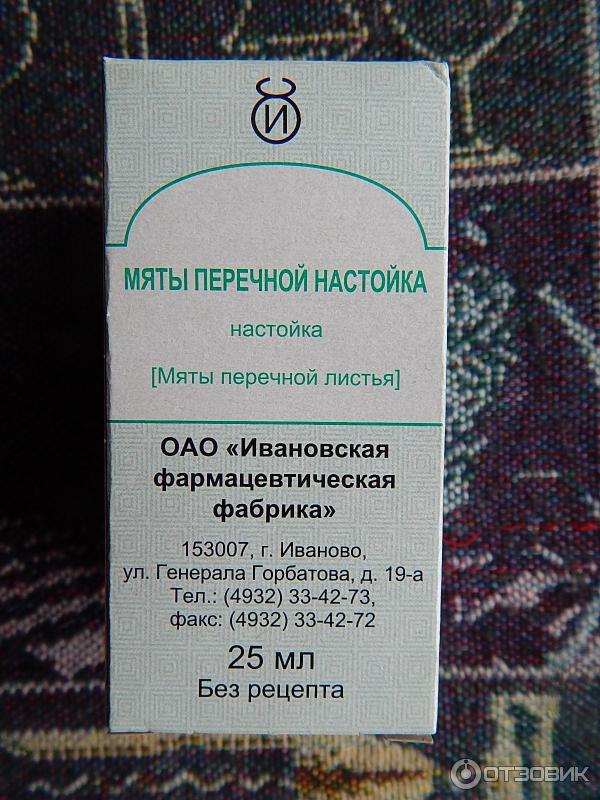 И
МЯТЫ ПЕРЕЧНОЙ НАСТОЙКА
настойка
[Мяты перечной листья]
ОАО «Ивановская
фармацевтическая
фабрика»
153007, г. Иваново,
ул. Генерала Горбатова, д. 19-а
Тел.: (4932) 33-42-73,
факс: (4932) 33-42-72
25 мл
Без рецепта
ОТЗОВИК